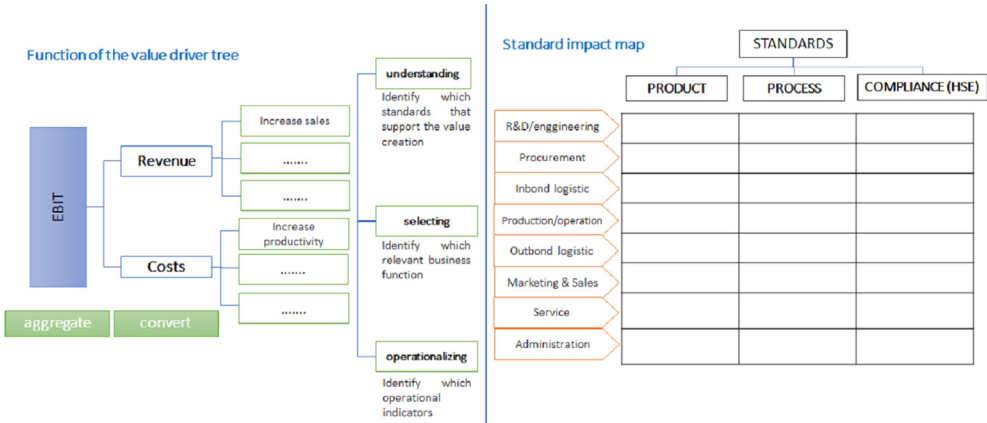 Function of the value driver tree
EBIT
Revenue
Costs
Increase sales
.......
.......
Increase
productivity
.......
.......
aggregate
convert
understanding
Identify which
standards that
support the value
creation
selecting
Identify which
relevant business
function
operationalizing
Identify which
operational
indicators
Standard impact map
STANDARDS
PRODUCT
PROCESS
COMPLIANCE (HSE)
R&D/enggineering
Procurement
Inbond logistic
Production/operation
Outbond logistic
Marketing & Sales
Service
Administration